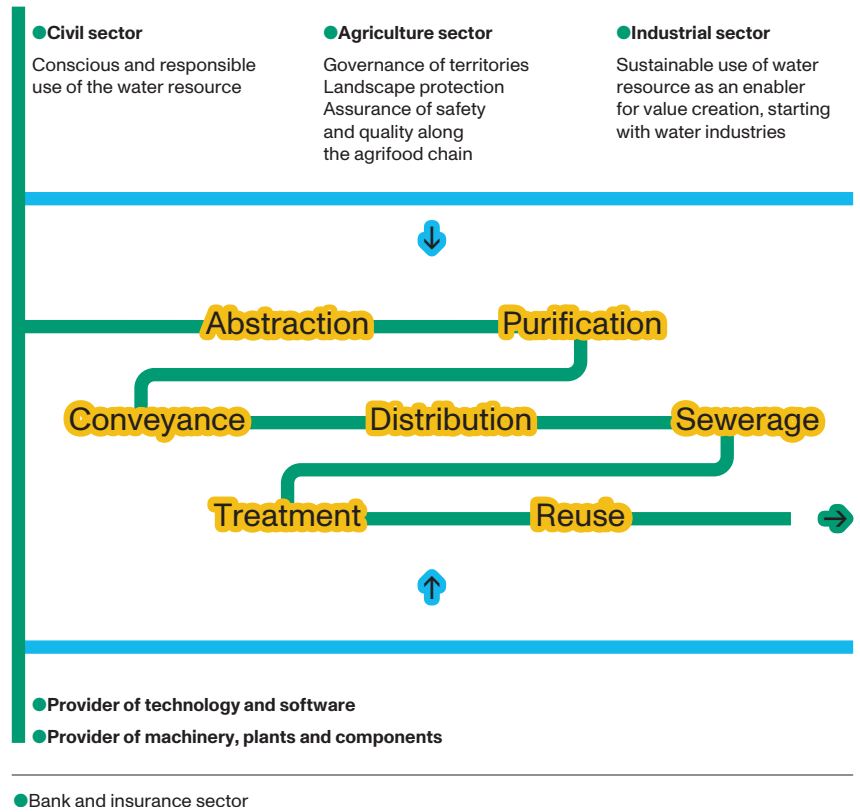 Civil sector
Conscious and responsible
use of the water resource
Agriculture sector
Governance of territories
Landscape protection
Assurance of safety
and quality along
the agrifood chain
Industrial sector
Sustainable use of water
resource as an enabler
for value creation, starting
with water industries
Abstraction
Purification
Conveyance
Distribution
Sewerage
Treatment
Reuse
Provider of technology and software
Provider of machinery, plants and components
Bank and insurance sector